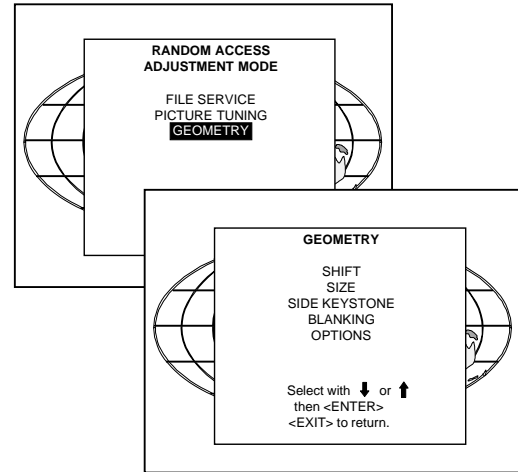 RANDOM ACCESS
ADJUSTMENT MODE
FILE SERVICE
PICTURE TUNING
GEOMETRY
GEOMETRY
SHIFT
SIZE
SIDE KEYSTONE
BLANKING
OPTIONS
Select with ⬇ or ⬆
then <ENTER>
<EXIT> to return.